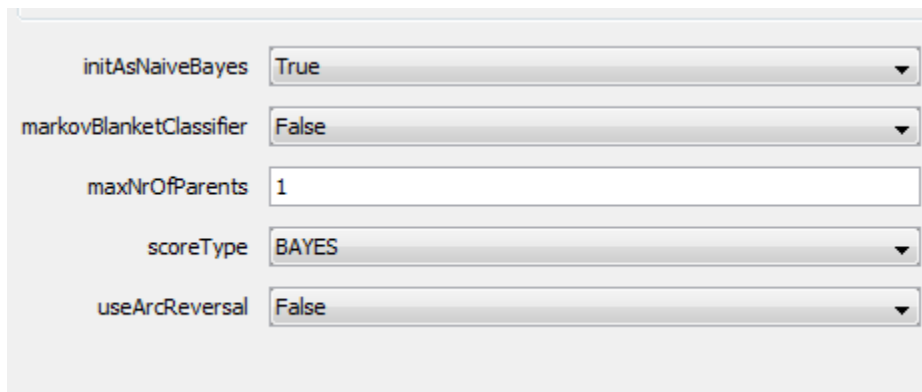 initAsNaiveBayes True
markovBlanketClassifier False
maxNrOfParents 1
scoreType BAYES
useArcReversal False